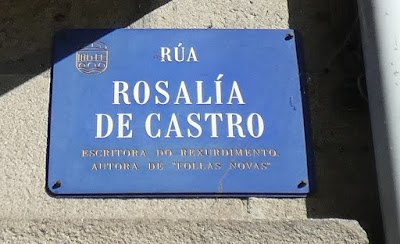 RÚA
ROSALÍA
DE CASTRO
ESCRITORA DO REXURDIMENTO.
AUTORA DE "FOLLAS NOVAS"